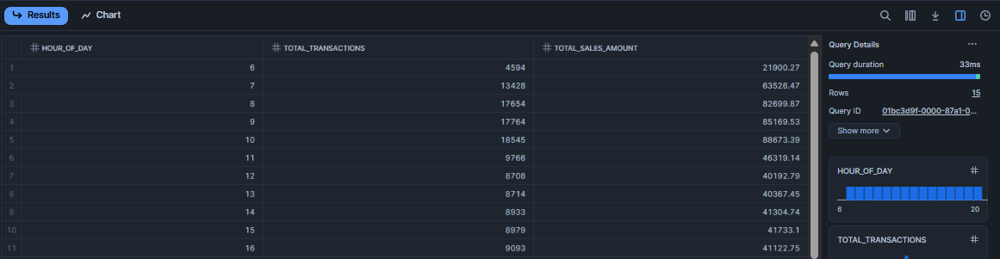 Results Chart
HOUR_OF_DAY TOTAL_TRANSACTIONS TOTAL_SALES_AMOUNT
1 6 4594 21900.27
2 7 13428 63526.47
3 8 17654 82699.87
4 9 17764 85169.53
5 10 18545 88673.39
6 11 9766 46319.14
7 12 8708 40192.79
8 13 8714 40367.45
9 14 8933 41304.74
10 15 8979 41733.1
11 16 9093 41122.75
Query Details ...
Query duration 33ms
Rows 15
Query ID 01bc3d9f-0000-87a1-0...
Show more
HOUR_OF_DAY
6 20
TOTAL_TRANSACTIONS